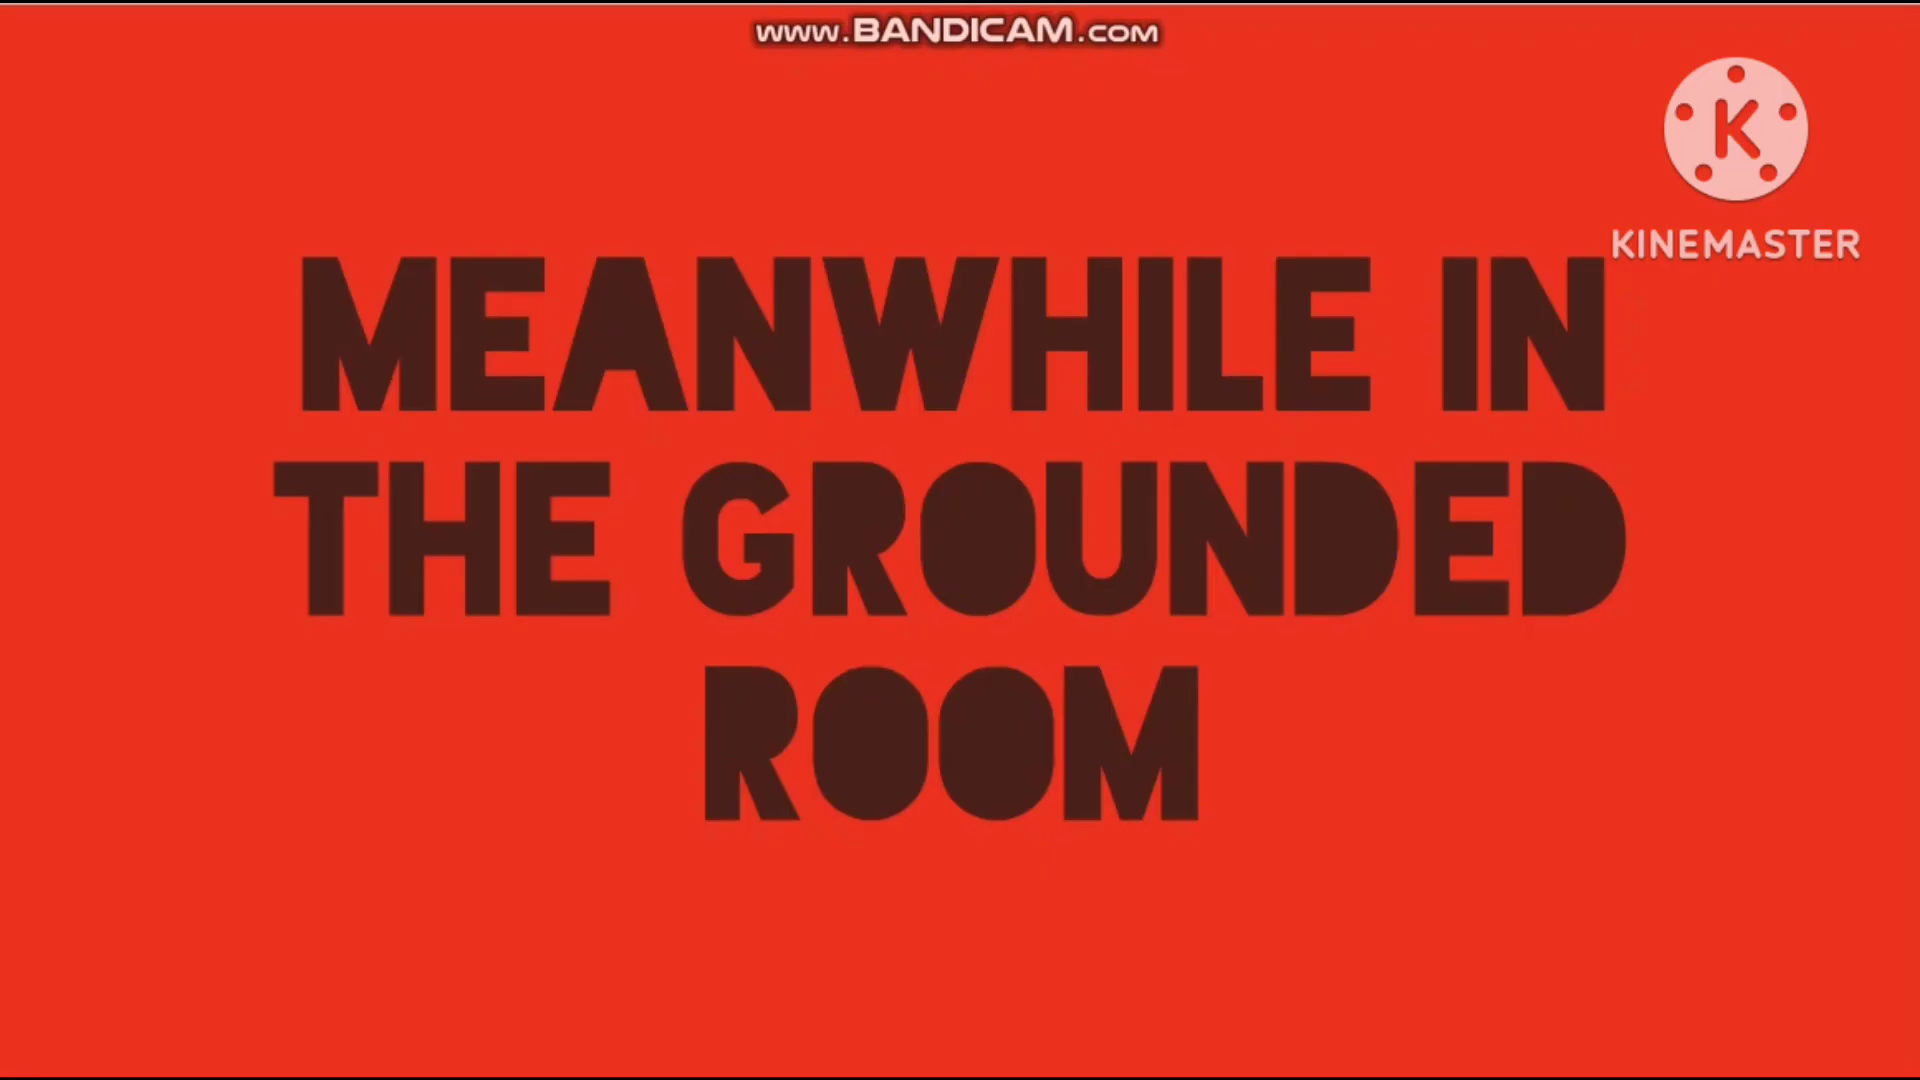 www.BANDICAM.com
K
KINEMASTER
MEANWHILE IN
THE GROUNDED
ROOM